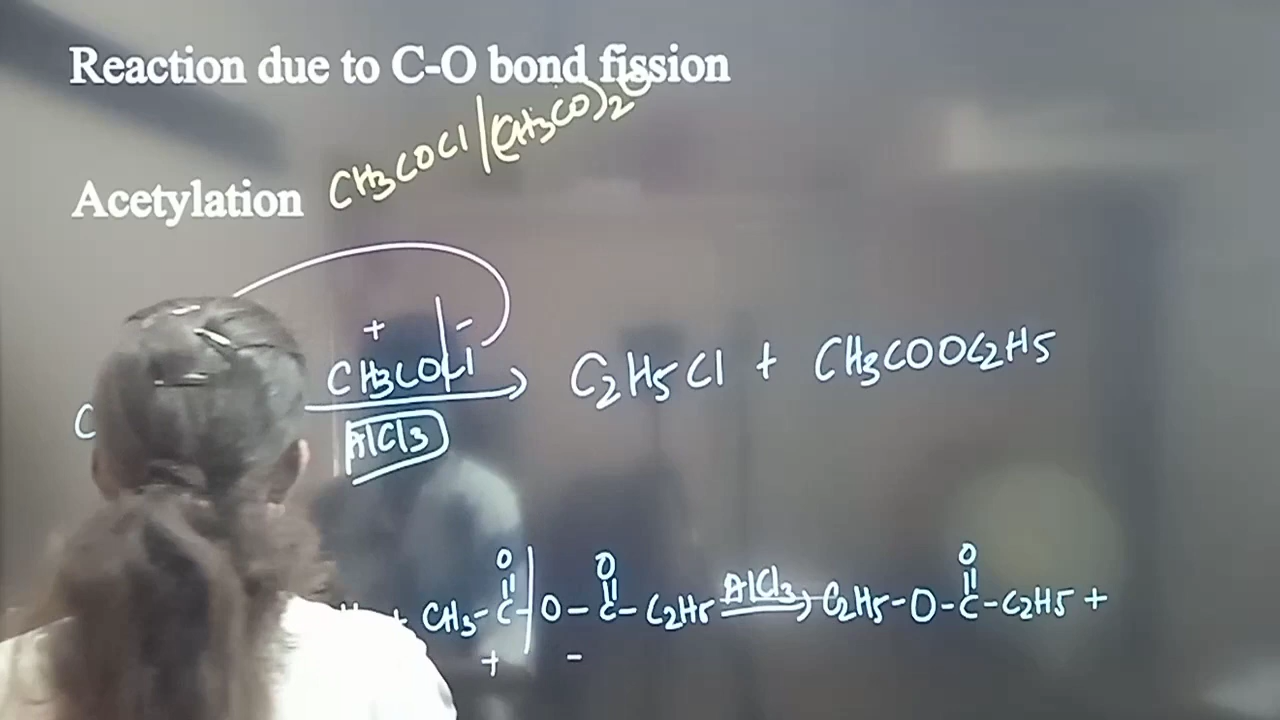 Reaction due to C-O bond fission
CH3COCl/(CH3CO)2O
Acetylation
+ -
C CH3COCl C2H5Cl + CH3COOC2H5
AlCl3
O O O
|| || ||
+ CH3-C-O-C-C2H5 AlCl3 C2H5-O-C-C2H5 +
+ -